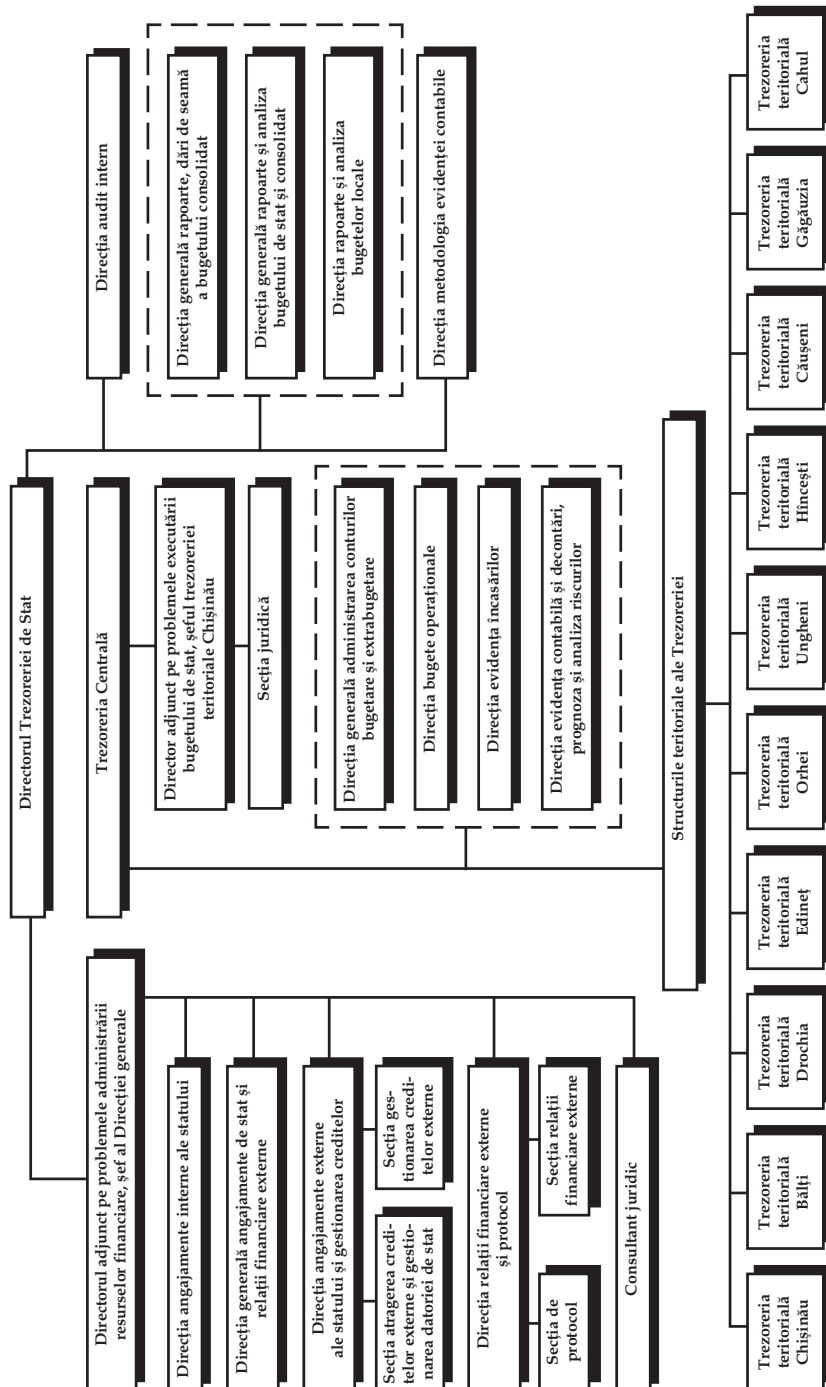 Directorul Trezoreriei de Stat
Directorul adjunct pe problemele administrării
resurselor financiare, șef al Direcției generale
Direcția angajamente interne ale statului
Direcția generală angajamente de stat și
relații financiare externe
Direcția angajamente externe
ale statului și gestionarea creditelor
Secția atragerea credi-
telor externe și gestio-
narea datoriei de stat
Secția ges-
tionarea credi-
telor externe
Direcția relații financiare externe
și protocol
Secția de
protocol
Secția relații
financiare externe
Consultant juridic
Trezoreria Centrală
Director adjunct pe problemele executării
bugetului de stat, șeful trezoreriei
teritoriale Chișinău
Secția juridică
Direcția generală administrarea conturilor
bugetare și extrabugetare
Direcția bugete operaționale
Direcția evidența încasărilor
Direcția evidența contabilă și decontări,
prognoza și analiza riscurilor
Direcția audit intern
Direcția generală rapoarte, dări de seamă
a bugetului consolidat
Direcția generală rapoarte și analiza
bugetului de stat și consolidat
Direcția rapoarte și analiza
bugetelor locale
Direcția metodologia evidenței contabile
Structurile teritoriale ale Trezoreriei
Trezoreria
teritorială
Chișinău
Trezoreria
teritorială
Bălți
Trezoreria
teritorială
Drochia
Trezoreria
teritorială
Edineț
Trezoreria
teritorială
Orhei
Trezoreria
teritorială
Ungheni
Trezoreria
teritorială
Hîncești
Trezoreria
teritorială
Căușeni
Trezoreria
teritorială
Găgăuzia
Trezoreria
teritorială
Cahul